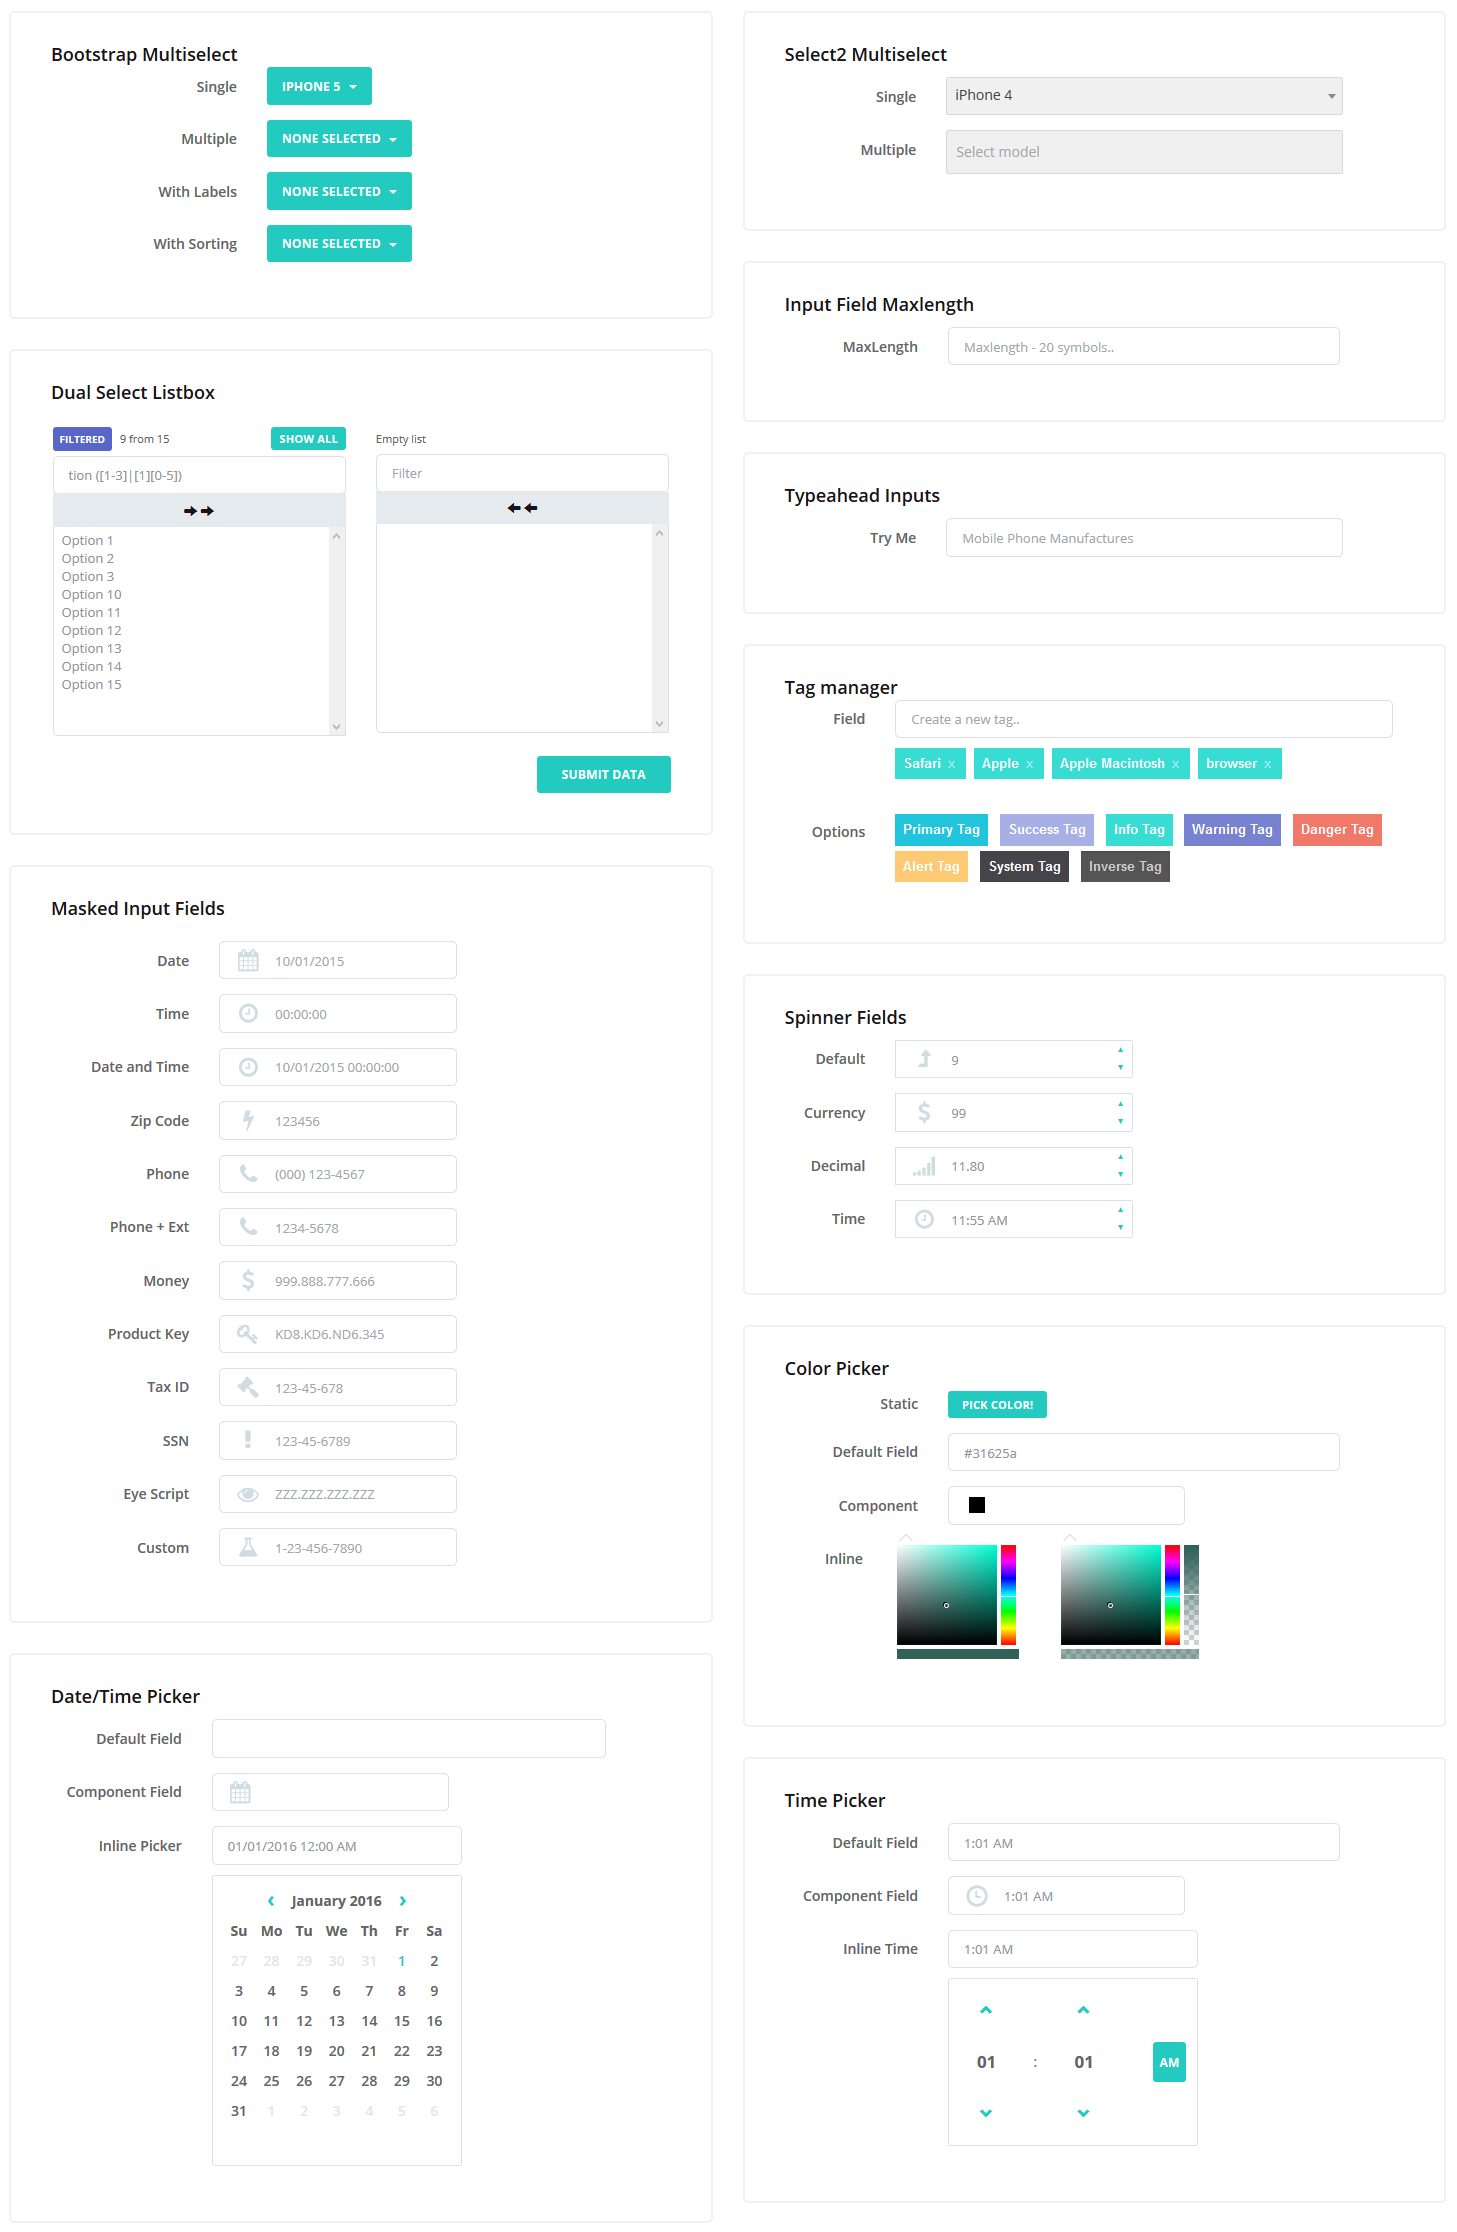 Bootstrap Multiselect
Single IPHONE 5
Multiple NONE SELECTED
With Labels NONE SELECTED
With Sorting NONE SELECTED
Dual Select Listbox
FILTERED 9 from 15 SHOW ALL Empty list
tion ([1-3]|[1][0-5]) Filter
Option 1
Option 2
Option 3
Option 10
Option 11
Option 12
Option 13
Option 14
Option 15
SUBMIT DATA
Masked Input Fields
Date 10/01/2015
Time 00:00:00
Date and Time 10/01/2015 00:00:00
Zip Code 123456
Phone (000) 123-4567
Phone + Ext 1234-5678
Money $ 999.888.777.666
Product Key KD8.KD6.ND6.345
Tax ID 123-45-678
SSN 123-45-6789
Eye Script ZZZ.ZZZ.ZZZ.ZZZ
Custom 1-23-456-7890
Date/Time Picker
Default Field
Component Field
Inline Picker 01/01/2016 12:00 AM
January 2016
Su Mo Tu We Th Fr Sa
27 28 29 30 31 1 2
3 4 5 6 7 8 9
10 11 12 13 14 15 16
17 18 19 20 21 22 23
24 25 26 27 28 29 30
31 1 2 3 4 5 6
Select2 Multiselect
Single iPhone 4
Multiple Select model
Input Field Maxlength
MaxLength Maxlength - 20 symbols..
Typeahead Inputs
Try Me Mobile Phone Manufactures
Tag manager
Field Create a new tag..
Safari x Apple x Apple Macintosh x browser x
Options Primary Tag Success Tag Info Tag Warning Tag Danger Tag
Alert Tag System Tag Inverse Tag
Spinner Fields
Default 9
Currency $ 99
Decimal 11.80
Time 11:55 AM
Color Picker
Static PICK COLOR!
Default Field #31625a
Component
Inline
Time Picker
Default Field 1:01 AM
Component Field 1:01 AM
Inline Time 1:01 AM
01 : 01 AM